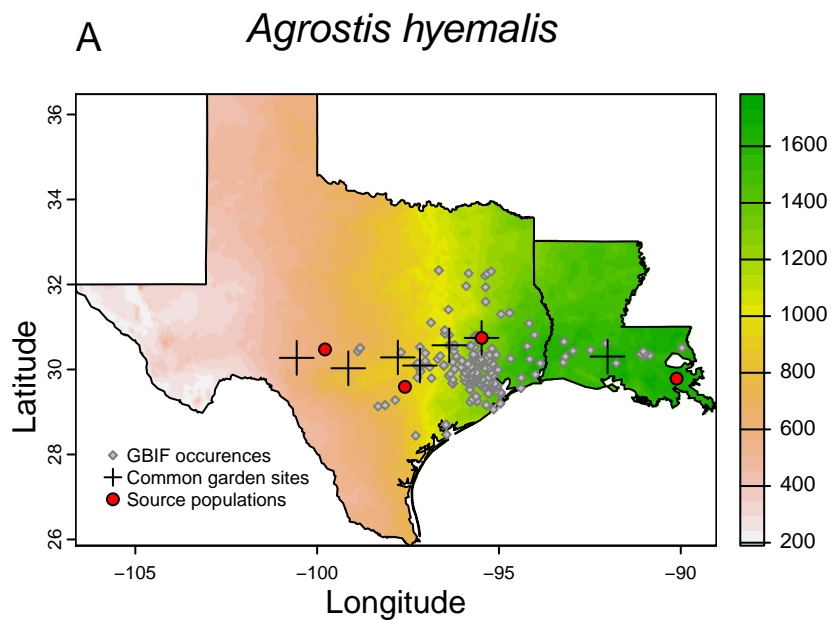 A
Agrostis hyemalis
36
34
32
30
28
26
Latitude
GBIF occurences
Common garden sites
Source populations
−105
−100
−95
−90
Longitude
1600
1400
1200
1000
800
600
400
200